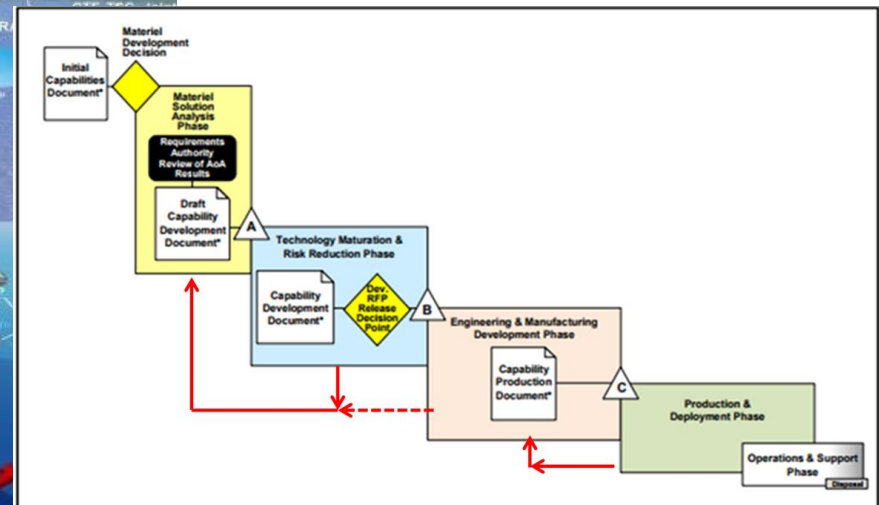 Materiel
Development
Decision
Initial
Capabilities
Document*
Materiel
Solution
Analysis
Phase
Requirements
Authority
Review of AoA
Results
Draft
Capability
Development
Document*
A
Technology Maturation &
Risk Reduction Phase
Capability
Development
Document*
Dev.
RFP
Release
Decision
Point
B
Engineering & Manufacturing
Development Phase
Capability
Production
Document*
C
Production &
Deployment Phase
Operations & Support
Phase
Disposal